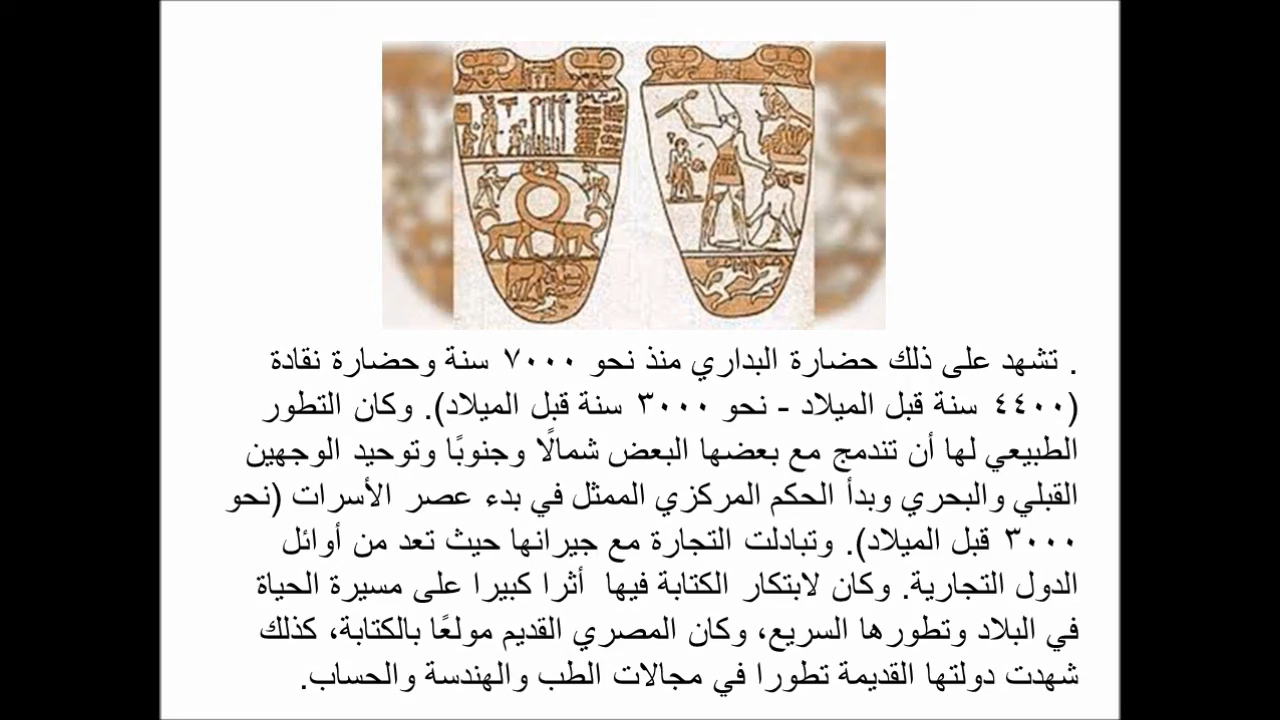 . تشهد على ذلك حضارة البداري منذ نحو ٧٠٠٠ سنة وحضارة نقادة
(٤٤٠٠ سنة قبل الميلاد - نحو ٣٠٠٠ سنة قبل الميلاد). وكان التطور
الطبيعي لها أن تندمج مع بعضها البعض شمالًا وجنوبًا وتوحيد الوجهين
القبلي والبحري وبدأ الحكم المركزي الممثل في بدء عصر الأسرات (نحو
٣٠٠٠ قبل الميلاد). وتبادلت التجارة مع جيرانها حيث تعد من أوائل
الدول التجارية. وكان لابتكار الكتابة فيها أثرا كبيرا على مسيرة الحياة
في البلاد وتطورها السريع، وكان المصري القديم مولعًا بالكتابة، كذلك
شهدت دولتها القديمة تطورا في مجالات الطب والهندسة والحساب.